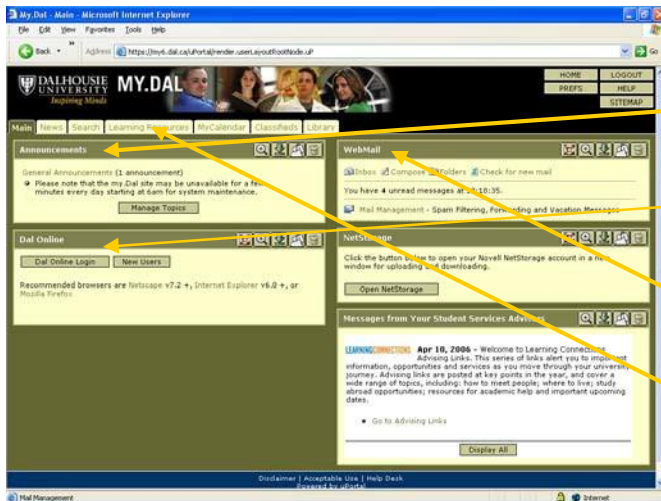 My.Dal - Main - Microsoft Internet Explorer
File Edit View Favorites Tools Help
Back Address https://my6.dal.ca/uPortal/render.userLayoutRootNode.uP Go
DALHOUSIE UNIVERSITY
Inspiring Minds
MY.DAL
HOME LOGOUT
PREFS HELP
SITEMAP
Main News Search Learning Resources MyCalendar Classifieds Library
Announcements
General Announcements (1 announcement)
Please note that the my.Dal site may be unavailable for a few
minutes every day starting at 6am for system maintenance.
Manage Topics
Dal Online
Dal Online Login New Users
Recommended browsers are Netscape v7.2 +, Internet Explorer v6.0 +, or
Mozilla Firefox
WebMail
Inbox Compose Folders Check for new mail
You have 4 unread messages at :10:35.
Mail Management - Spam Filtering, Forwarding and Vacation Messages
NetStorage
Click the button below to open your Novell NetStorage account in a new
window for uploading and downloading.
Open NetStorage
Messages from Your Student Services Advisors
LEARNINGCONNECTIONS Apr 10, 2006 - Welcome to Learning Connections
Advising Links. This series of links alert you to important
information, opportunities and services as you move through your university
journey. Advising links are posted at key points in the year, and cover a
wide range of topics, including: how to meet people; where to live; study
abroad opportunities; resources for academic help and important upcoming
dates.
Go to Advising Links
Display All
Disclaimer | Acceptable Use | Help Desk
Powered by uPortal
Mail Management Internet